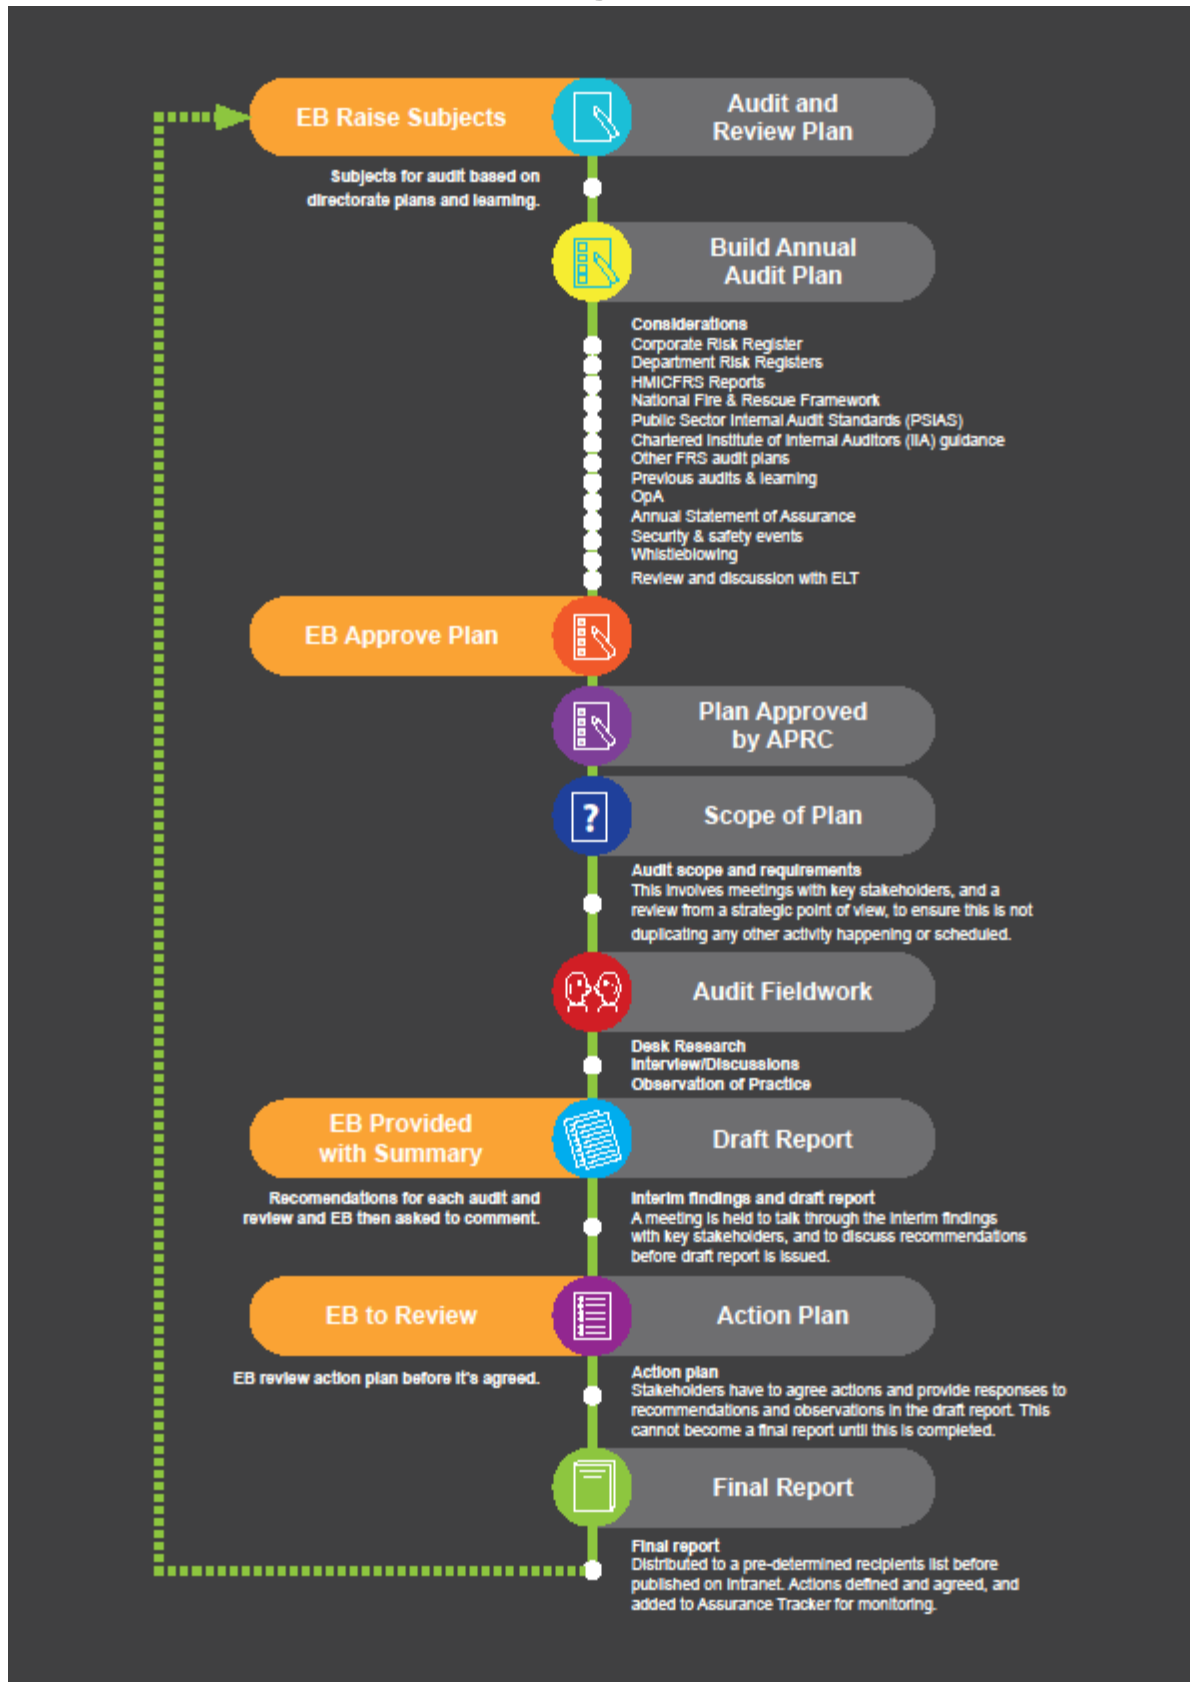 EB Raise Subjects
Audit and
Review Plan
Subjects for audit based on
directorate plans and learning.
Build Annual
Audit Plan
Considerations
Corporate Risk Register
Department Risk Registers
HMICFRS Reports
National Fire & Rescue Framework
Public Sector Internal Audit Standards (PSIAS)
Chartered Institute of Internal Auditors (IIA) guidance
Other FRS audit plans
Previous audits & learning
OpA
Annual Statement of Assurance
Security & safety events
Whistleblowing
Review and discussion with ELT
EB Approve Plan
Plan Approved
by APRC
?
Scope of Plan
Audit scope and requirements
This involves meetings with key stakeholders, and a
review from a strategic point of view, to ensure this is not
duplicating any other activity happening or scheduled.
Audit Fieldwork
Desk Research
Interview/Discussions
Observation of Practice
EB Provided
with Summary
Draft Report
Recomendations for each audit and
review and EB then asked to comment.
Interim findings and draft report
A meeting is held to talk through the interim findings
with key stakeholders, and to discuss recommendations
before draft report is issued.
EB to Review
Action Plan
EB review action plan before it's agreed.
Action plan
Stakeholders have to agree actions and provide responses to
recommendations and observations in the draft report. This
cannot become a final report until this is completed.
Final Report
Final report
Distributed to a pre-determined recipients list before
published on intranet. Actions defined and agreed, and
added to Assurance Tracker for monitoring.